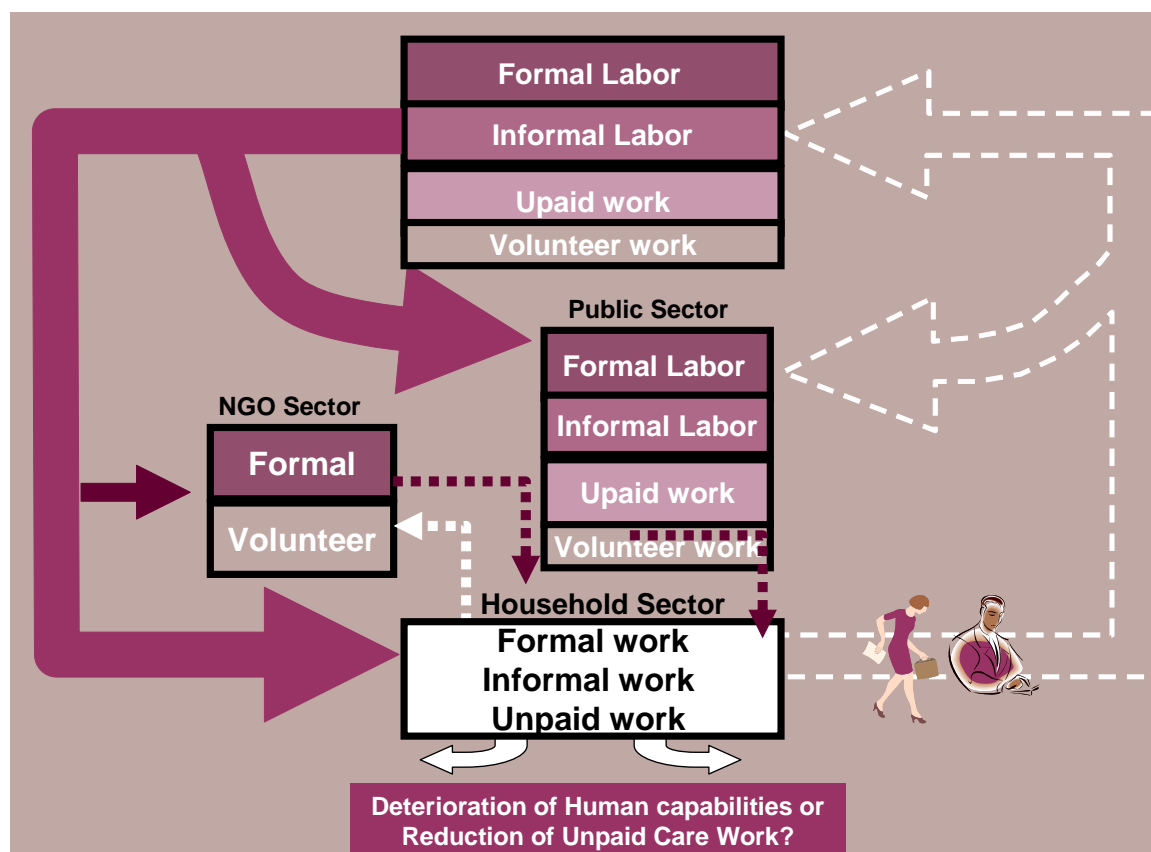 Formal Labor
Informal Labor
Upaid work
Volunteer work
Public Sector
Formal Labor
Informal Labor
Upaid work
Volunteer work
NGO Sector
Formal
Volunteer
Household Sector
Formal work
Informal work
Unpaid work
Deterioration of Human capabilities or
Reduction of Unpaid Care Work?